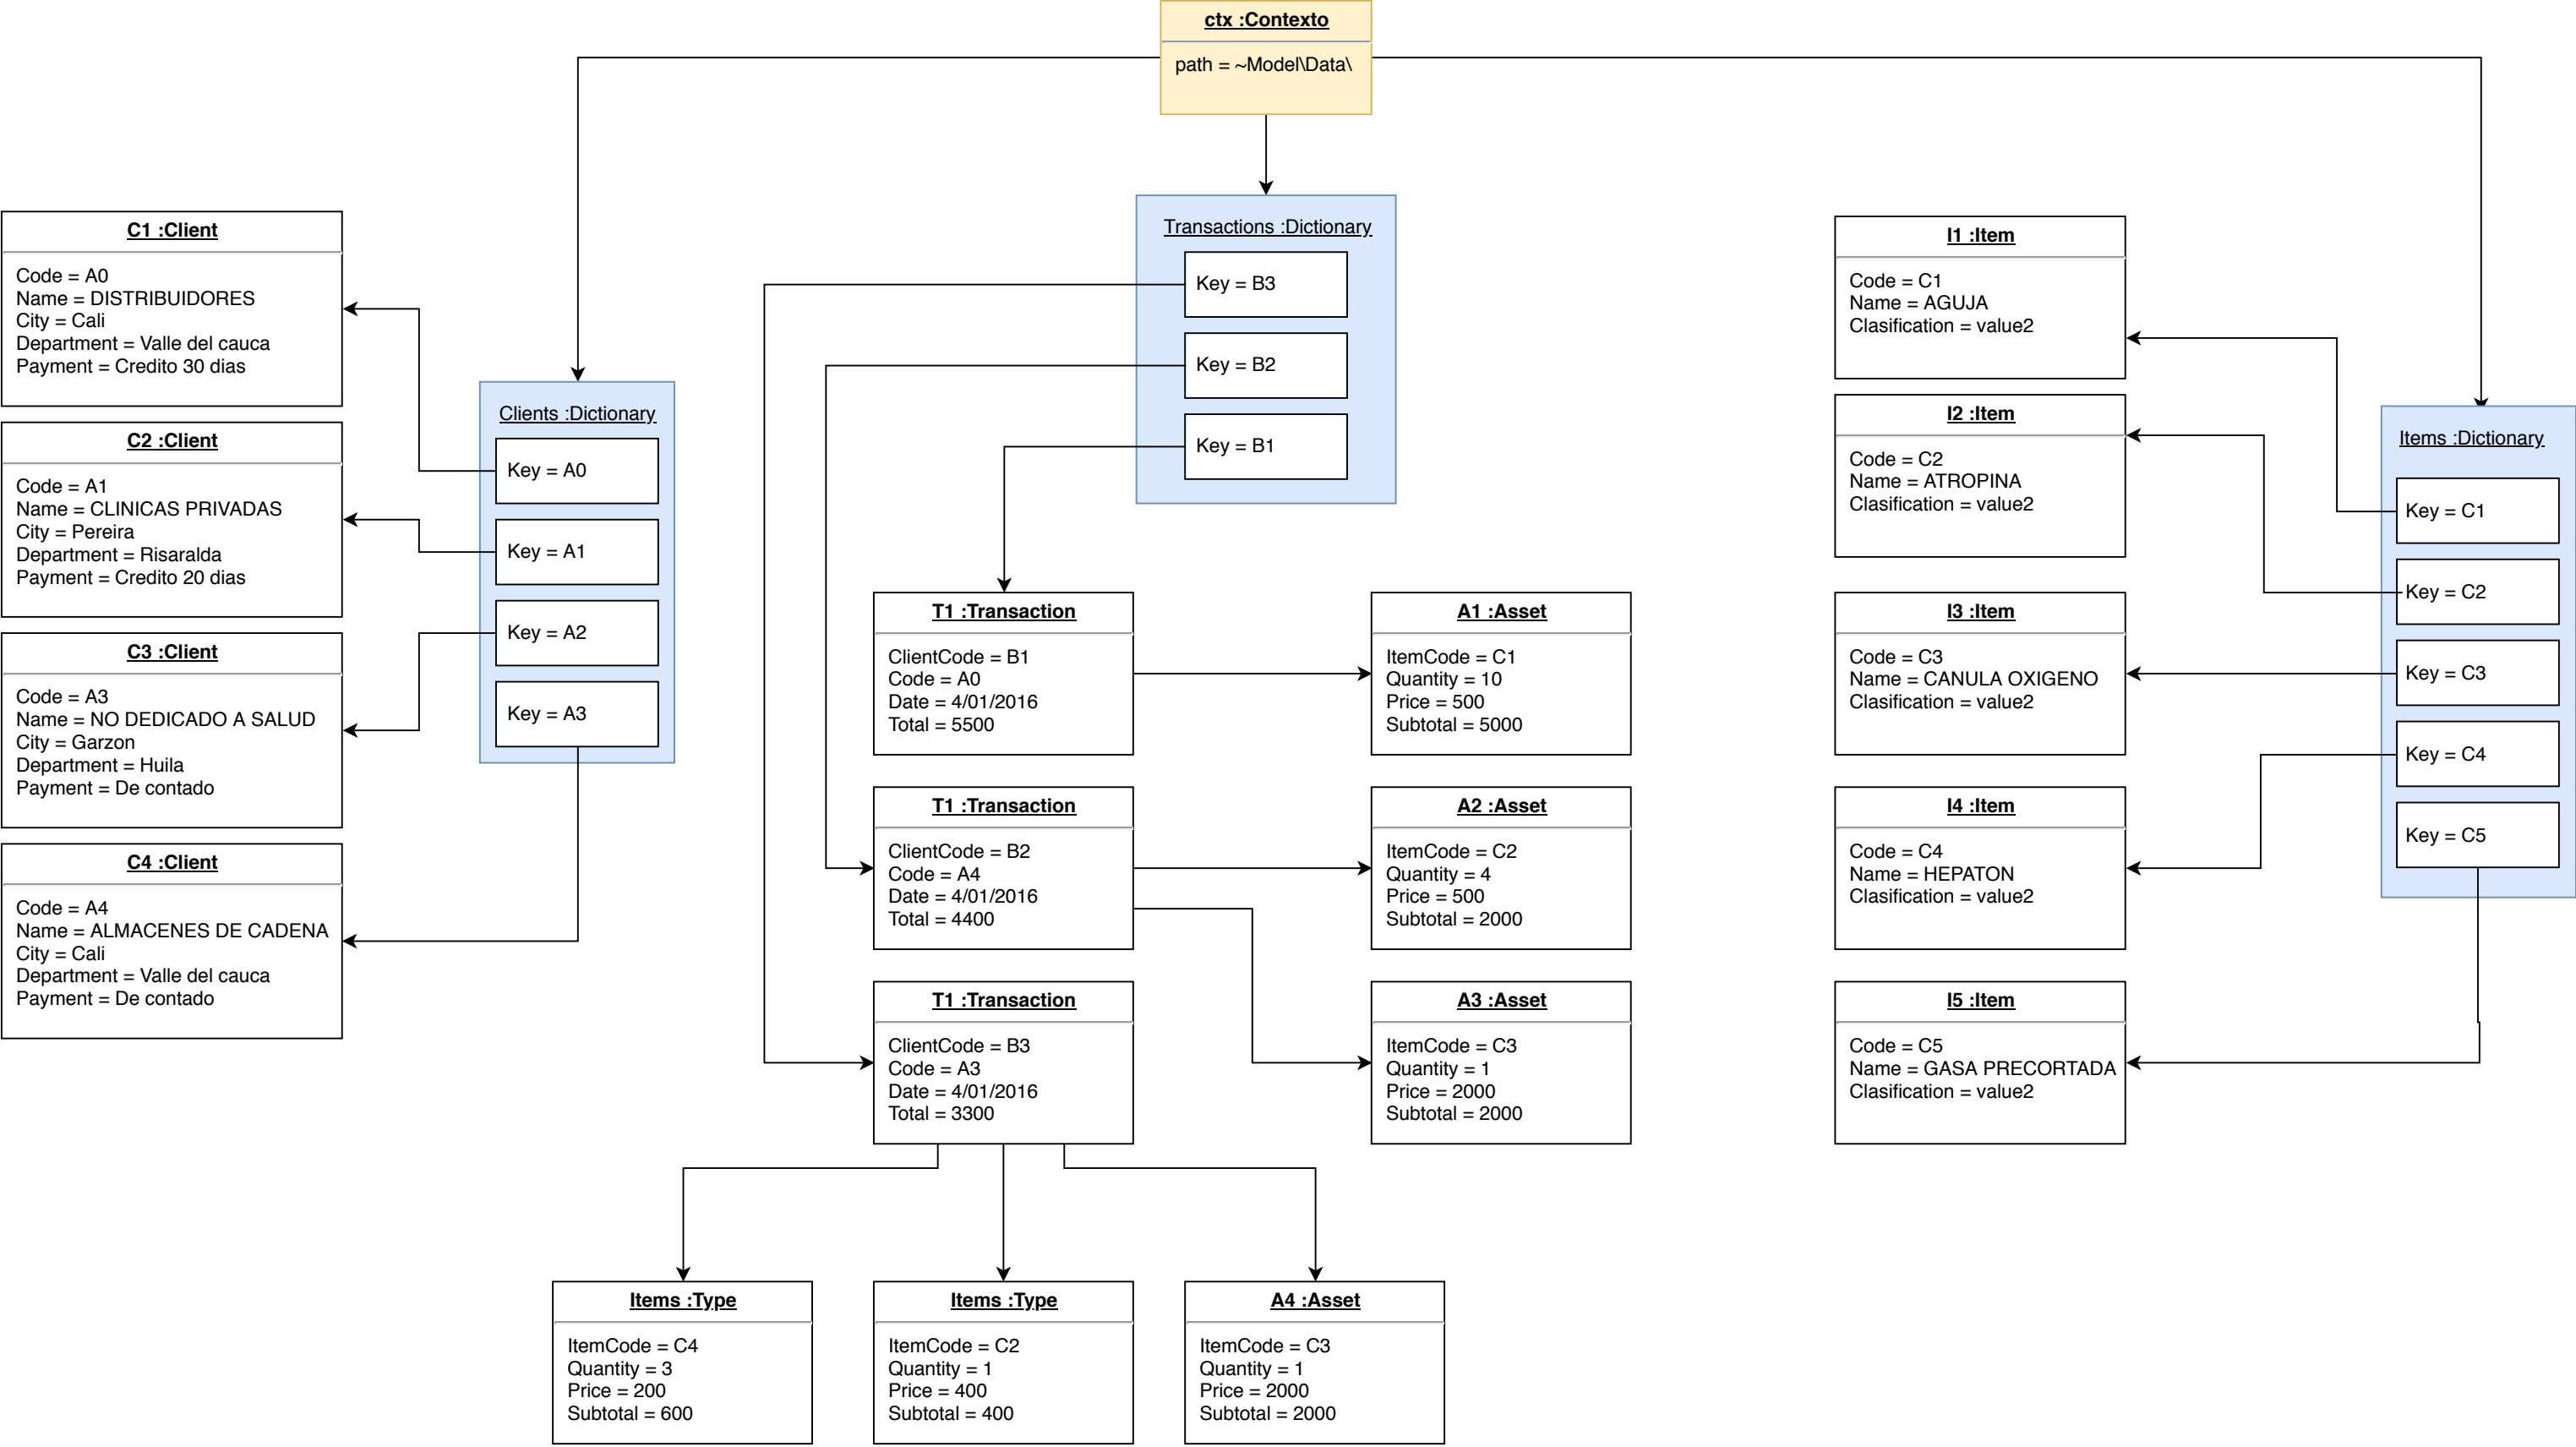 ctx :Contexto
path = ~Model\Data\
C1 :Client
Code = A0
Name = DISTRIBUIDORES
City = Cali
Department = Valle del cauca
Payment = Credito 30 dias
C2 :Client
Code = A1
Name = CLINICAS PRIVADAS
City = Pereira
Department = Risaralda
Payment = Credito 20 dias
C3 :Client
Code = A3
Name = NO DEDICADO A SALUD
City = Garzon
Department = Huila
Payment = De contado
C4 :Client
Code = A4
Name = ALMACENES DE CADENA
City = Cali
Department = Valle del cauca
Payment = De contado
Clients :Dictionary
Key = A0
Key = A1
Key = A2
Key = A3
Transactions :Dictionary
Key = B3
Key = B2
Key = B1
T1 :Transaction
ClientCode = B1
Code = A0
Date = 4/01/2016
Total = 5500
A1 :Asset
ItemCode = C1
Quantity = 10
Price = 500
Subtotal = 5000
T1 :Transaction
ClientCode = B2
Code = A4
Date = 4/01/2016
Total = 4400
A2 :Asset
ItemCode = C2
Quantity = 4
Price = 500
Subtotal = 2000
T1 :Transaction
ClientCode = B3
Code = A3
Date = 4/01/2016
Total = 3300
A3 :Asset
ItemCode = C3
Quantity = 1
Price = 2000
Subtotal = 2000
Items :Type
ItemCode = C4
Quantity = 3
Price = 200
Subtotal = 600
Items :Type
ItemCode = C2
Quantity = 1
Price = 400
Subtotal = 400
A4 :Asset
ItemCode = C3
Quantity = 1
Price = 2000
Subtotal = 2000
I1 :Item
Code = C1
Name = AGUJA
Clasification = value2
I2 :Item
Code = C2
Name = ATROPINA
Clasification = value2
I3 :Item
Code = C3
Name = CANULA OXIGENO
Clasification = value2
I4 :Item
Code = C4
Name = HEPATON
Clasification = value2
I5 :Item
Code = C5
Name = GASA PRECORTADA
Clasification = value2
Items :Dictionary
Key = C1
Key = C2
Key = C3
Key = C4
Key = C5